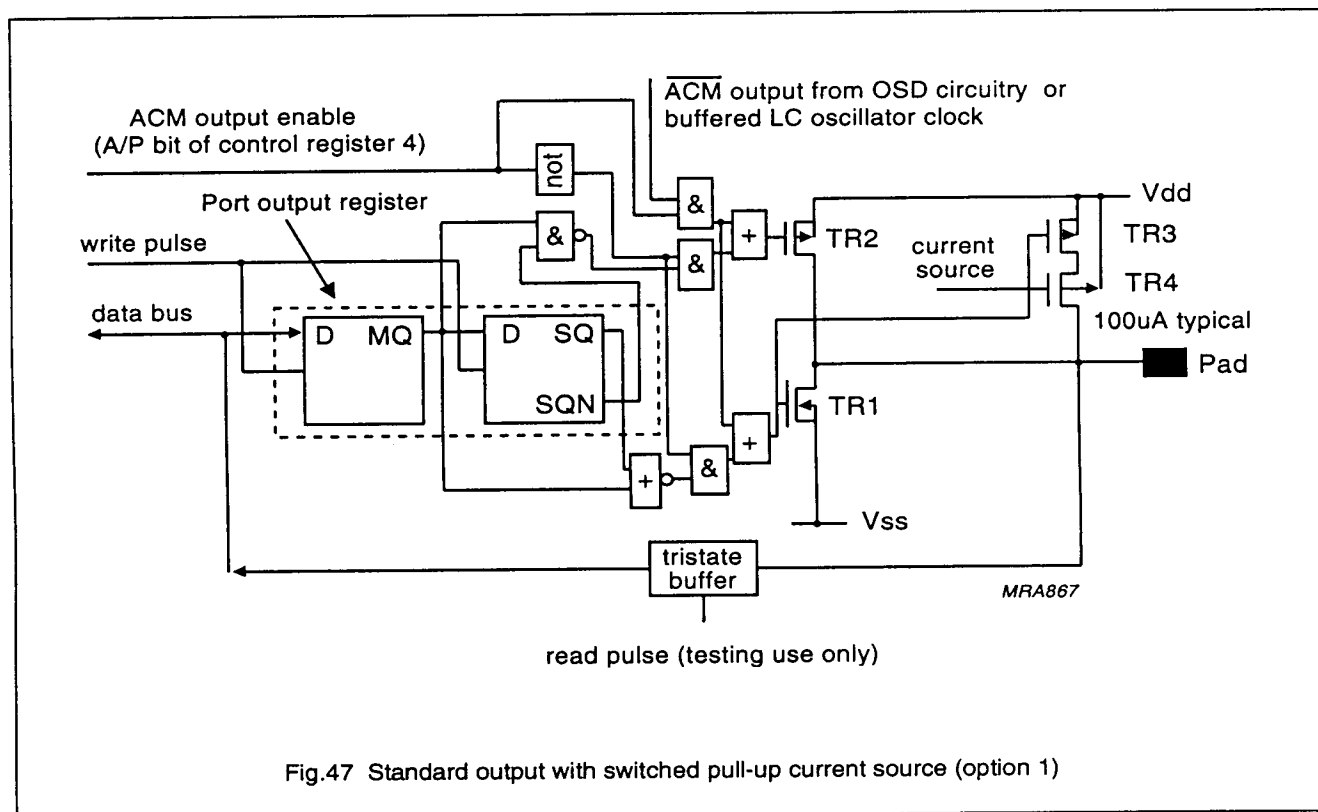 ACM output from OSD circuitry or
buffered LC oscillator clock
ACM output enable
(A/P bit of control register 4)
not
Port output register
write pulse
data bus
D MQ
D SQ
SQN
&
&
&
+
+
&
+
TR2
TR1
Vdd
TR3
TR4
current
source
100uA typical
Pad
Vss
tristate
buffer
MRA867
read pulse (testing use only)
Fig.47 Standard output with switched pull-up current source (option 1)